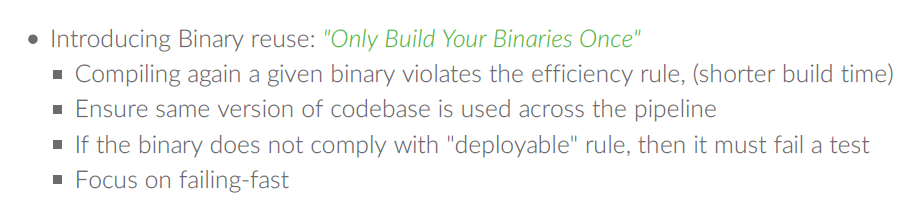 Introducing Binary reuse: "Only Build Your Binaries Once"
Compiling again a given binary violates the efficiency rule, (shorter build time)
Ensure same version of codebase is used across the pipeline
If the binary does not comply with "deployable" rule, then it must fail a test
Focus on failing-fast